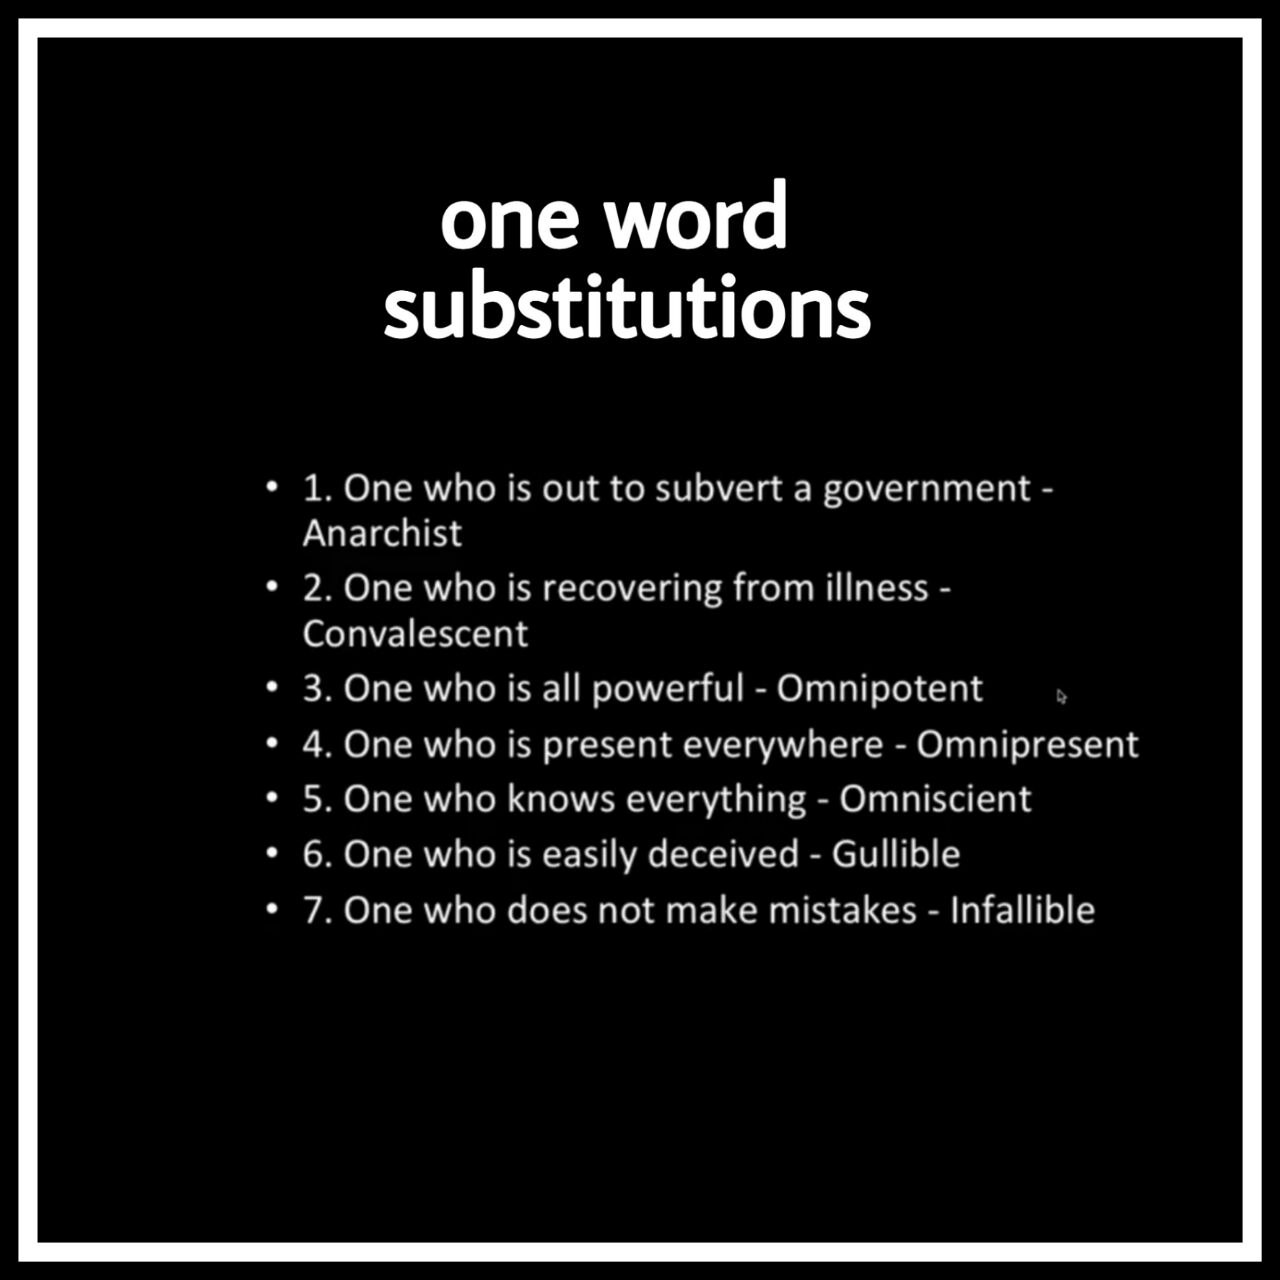 one word
substitutions
• 1. One who is out to subvert a government -
Anarchist
• 2. One who is recovering from illness -
Convalescent
• 3. One who is all powerful - Omnipotent
• 4. One who is present everywhere - Omnipresent
• 5. One who knows everything - Omniscient
• 6. One who is easily deceived - Gullible
• 7. One who does not make mistakes - Infallible